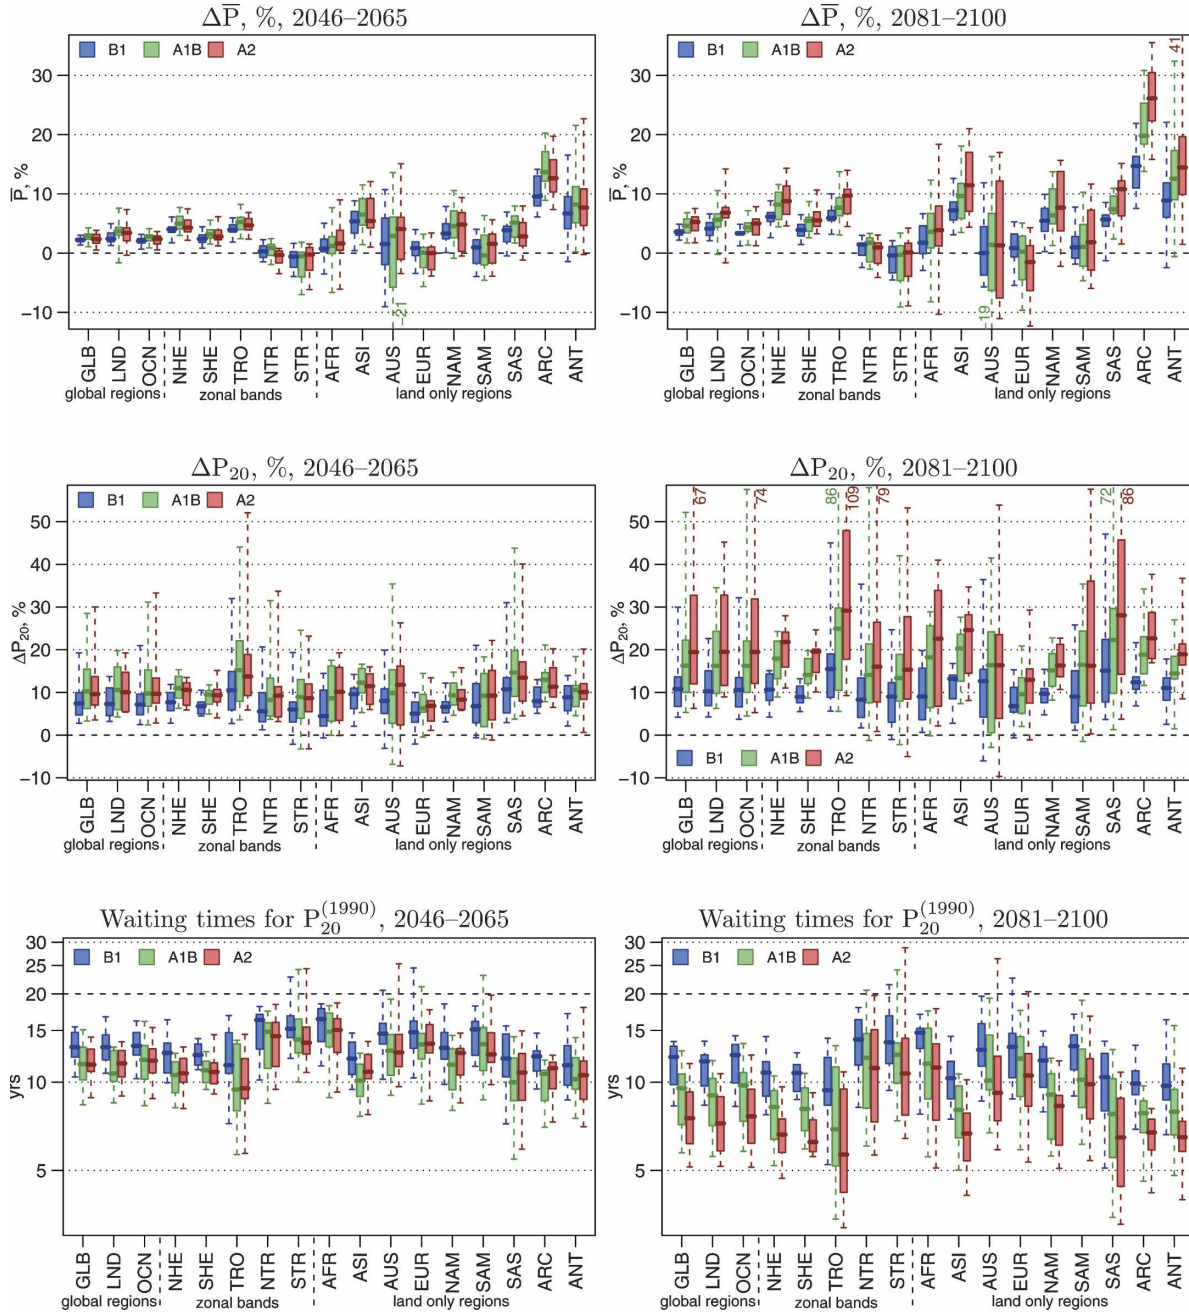 ΔP̅, %, 2046–2065
B1 A1B A2
P̅, %
30
20
10
0
−10
21
GLB LND OCN NHE SHE TRO NTR STR AFR ASI AUS EUR NAM SAM SAS ARC ANT
global regions zonal bands land only regions
ΔP̅, %, 2081–2100
B1 A1B A2
41
P̅, %
30
20
10
0
−10
19
GLB LND OCN NHE SHE TRO NTR STR AFR ASI AUS EUR NAM SAM SAS ARC ANT
global regions zonal bands land only regions
ΔP₂₀, %, 2046–2065
B1 A1B A2
ΔP₂₀, %
50
40
30
20
10
0
−10
GLB LND OCN NHE SHE TRO NTR STR AFR ASI AUS EUR NAM SAM SAS ARC ANT
global regions zonal bands land only regions
ΔP₂₀, %, 2081–2100
67 74 86 109 79 72 86
ΔP₂₀, %
50
40
30
20
10
0
−10
B1 A1B A2
GLB LND OCN NHE SHE TRO NTR STR AFR ASI AUS EUR NAM SAM SAS ARC ANT
global regions zonal bands land only regions
Waiting times for P₂₀⁽¹⁹⁹⁰⁾, 2046–2065
B1 A1B A2
yrs
30
25
20
15
10
5
GLB LND OCN NHE SHE TRO NTR STR AFR ASI AUS EUR NAM SAM SAS ARC ANT
global regions zonal bands land only regions
Waiting times for P₂₀⁽¹⁹⁹⁰⁾, 2081–2100
B1 A1B A2
yrs
30
25
20
15
10
5
GLB LND OCN NHE SHE TRO NTR STR AFR ASI AUS EUR NAM SAM SAS ARC ANT
global regions zonal bands land only regions